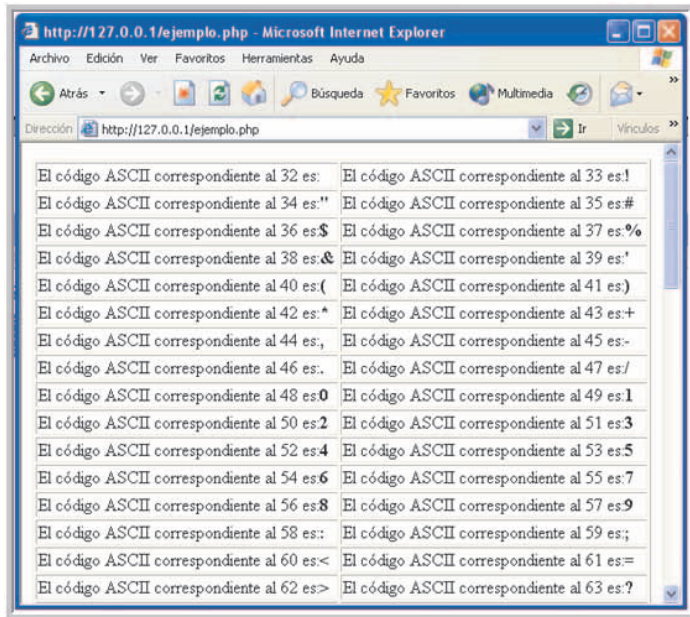 http://127.0.0.1/ejemplo.php - Microsoft Internet Explorer
Archivo Edición Ver Favoritos Herramientas Ayuda
Atrás Búsqueda Favoritos Multimedia »
Dirección http://127.0.0.1/ejemplo.php Ir Vínculos »
El código ASCII correspondiente al 32 es: El código ASCII correspondiente al 33 es:!
El código ASCII correspondiente al 34 es:" El código ASCII correspondiente al 35 es:#
El código ASCII correspondiente al 36 es:$ El código ASCII correspondiente al 37 es:%
El código ASCII correspondiente al 38 es:& El código ASCII correspondiente al 39 es:'
El código ASCII correspondiente al 40 es:( El código ASCII correspondiente al 41 es:)
El código ASCII correspondiente al 42 es:* El código ASCII correspondiente al 43 es:+
El código ASCII correspondiente al 44 es:, El código ASCII correspondiente al 45 es:-
El código ASCII correspondiente al 46 es:. El código ASCII correspondiente al 47 es:/
El código ASCII correspondiente al 48 es:0 El código ASCII correspondiente al 49 es:1
El código ASCII correspondiente al 50 es:2 El código ASCII correspondiente al 51 es:3
El código ASCII correspondiente al 52 es:4 El código ASCII correspondiente al 53 es:5
El código ASCII correspondiente al 54 es:6 El código ASCII correspondiente al 55 es:7
El código ASCII correspondiente al 56 es:8 El código ASCII correspondiente al 57 es:9
El código ASCII correspondiente al 58 es:: El código ASCII correspondiente al 59 es:;
El código ASCII correspondiente al 60 es:< El código ASCII correspondiente al 61 es:=
El código ASCII correspondiente al 62 es:> El código ASCII correspondiente al 63 es:?